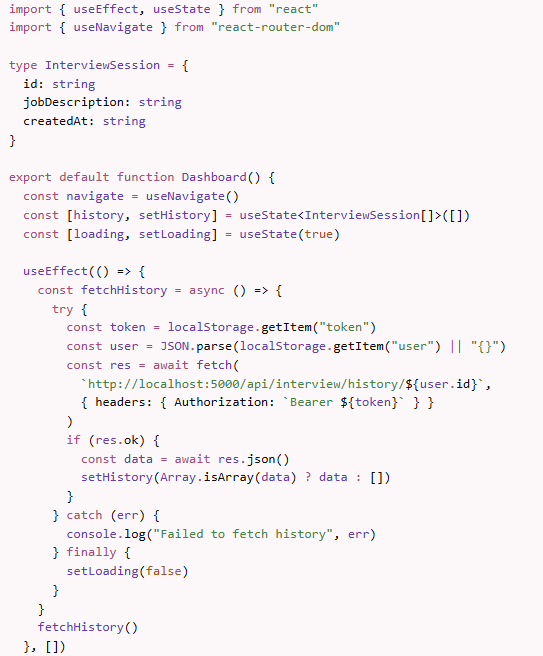 import { useEffect, useState } from "react"
import { useNavigate } from "react-router-dom"

type InterviewSession = {
  id: string
  jobDescription: string
  createdAt: string
}

export default function Dashboard() {
  const navigate = useNavigate()
  const [history, setHistory] = useState<InterviewSession[]>([])
  const [loading, setLoading] = useState(true)

  useEffect(() => {
    const fetchHistory = async () => {
      try {
        const token = localStorage.getItem("token")
        const user = JSON.parse(localStorage.getItem("user") || "{}")
        const res = await fetch(
          `http://localhost:5000/api/interview/history/${user.id}`,
          { headers: { Authorization: `Bearer ${token}` } }
        )
        if (res.ok) {
          const data = await res.json()
          setHistory(Array.isArray(data) ? data : [])
        }
      } catch (err) {
        console.log("Failed to fetch history", err)
      } finally {
        setLoading(false)
      }
    }
    fetchHistory()
  }, [])